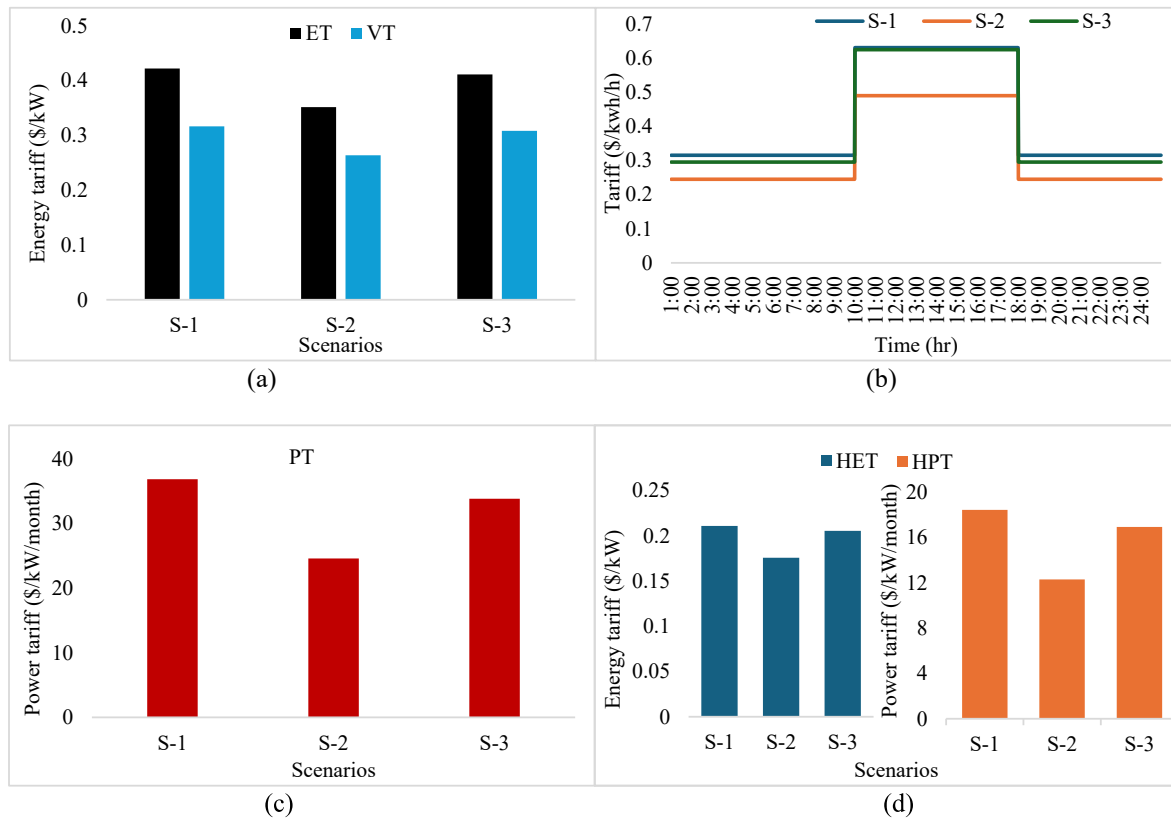 0.5
ET VT
0.4
0.3
0.2
0.1
0
Energy tariff ($/kW)
S-1 S-2 S-3
Scenarios
(a)
0.7
S-1 S-2 S-3
0.6
0.5
0.4
0.3
0.2
0.1
0
Tariff ($/kwh/h)
1:00 2:00 3:00 4:00 5:00 6:00 7:00 8:00 9:00 10:00 11:00 12:00 13:00 14:00 15:00 16:00 17:00 18:00 19:00 20:00 21:00 22:00 23:00 24:00
Time (hr)
(b)
PT
40
30
20
10
0
Power tariff ($/kW/month)
S-1 S-2 S-3
Scenarios
(c)
HET HPT
0.25
0.2
0.15
0.1
0.05
0
Energy tariff ($/kW)
S-1 S-2 S-3
20
16
12
8
4
0
Power tariff ($/kW/month)
S-1 S-2 S-3
Scenarios
(d)